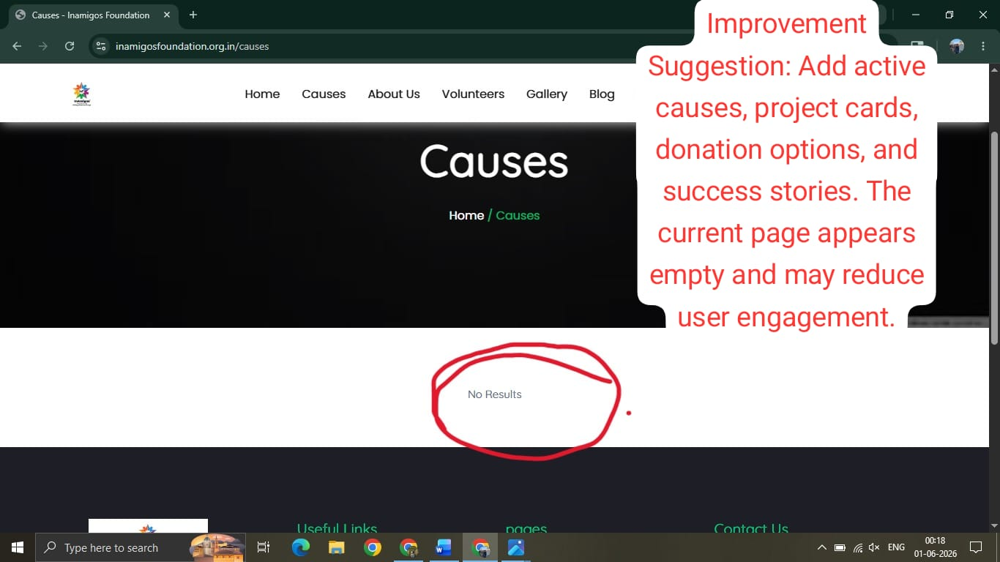 Causes - Inamigos Foundation
inamigosfoundation.org.in/causes
Improvement
Suggestion: Add active
causes, project cards,
donation options, and
success stories. The
current page appears
empty and may reduce
user engagement.
Home Causes About Us Volunteers Gallery Blog
Causes
Home / Causes
No Results
Useful Links pages Contact Us
Type here to search
ENG
00:18
01-06-2026